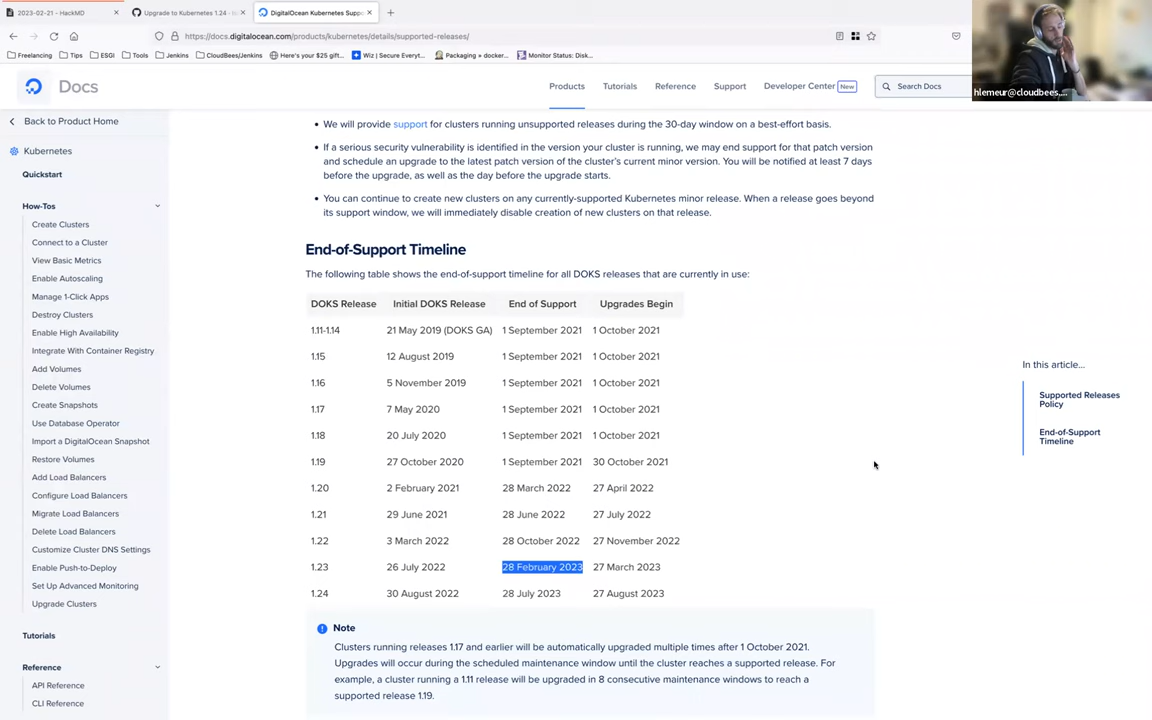 2023-02-21 - HackMD
Upgrade to Kubernetes 1.24
DigitalOcean Kubernetes Supp
https://docs.digitalocean.com/products/kubernetes/details/supported-releases/
Freelancing
Tips
ESGI
Tools
Jenkins
CloudBees/Jenkins
Here's your $25 gift...
Wiz | Secure Everyt...
Packaging + docker...
Monitor Status: Disk...
hlemeur@cloudbees....
Docs
Products
Tutorials
Reference
Support
Developer Center New
Search Docs
Back to Product Home
Kubernetes
Quickstart
How-Tos
Create Clusters
Connect to a Cluster
View Basic Metrics
Enable Autoscaling
Manage 1-Click Apps
Destroy Clusters
Enable High Availability
Integrate With Container Registry
Add Volumes
Delete Volumes
Create Snapshots
Use Database Operator
Import a DigitalOcean Snapshot
Restore Volumes
Add Load Balancers
Configure Load Balancers
Migrate Load Balancers
Delete Load Balancers
Customize Cluster DNS Settings
Enable Push-to-Deploy
Set Up Advanced Monitoring
Upgrade Clusters
Tutorials
Reference
API Reference
CLI Reference
• We will provide support for clusters running unsupported releases during the 30-day window on a best-effort basis.
• If a serious security vulnerability is identified in the version your cluster is running, we may end support for that patch version
and schedule an upgrade to the latest patch version of the cluster's current minor version. You will be notified at least 7 days
before the upgrade, as well as the day before the upgrade starts.
• You can continue to create new clusters on any currently-supported Kubernetes minor release. When a release goes beyond
its support window, we will immediately disable creation of new clusters on that release.
End-of-Support Timeline
The following table shows the end-of-support timeline for all DOKS releases that are currently in use:
DOKS Release Initial DOKS Release End of Support Upgrades Begin
1.11-1.14 21 May 2019 (DOKS GA) 1 September 2021 1 October 2021
1.15 12 August 2019 1 September 2021 1 October 2021
1.16 5 November 2019 1 September 2021 1 October 2021
1.17 7 May 2020 1 September 2021 1 October 2021
1.18 20 July 2020 1 September 2021 1 October 2021
1.19 27 October 2020 1 September 2021 30 October 2021
1.20 2 February 2021 28 March 2022 27 April 2022
1.21 29 June 2021 28 June 2022 27 July 2022
1.22 3 March 2022 28 October 2022 27 November 2022
1.23 26 July 2022 28 February 2023 27 March 2023
1.24 30 August 2022 28 July 2023 27 August 2023
Note
Clusters running releases 1.17 and earlier will be automatically upgraded multiple times after 1 October 2021.
Upgrades will occur during the scheduled maintenance window until the cluster reaches a supported release. For
example, a cluster running a 1.11 release will be upgraded in 8 consecutive maintenance windows to reach a
supported release 1.19.
In this article...
Supported Releases
Policy
End-of-Support
Timeline